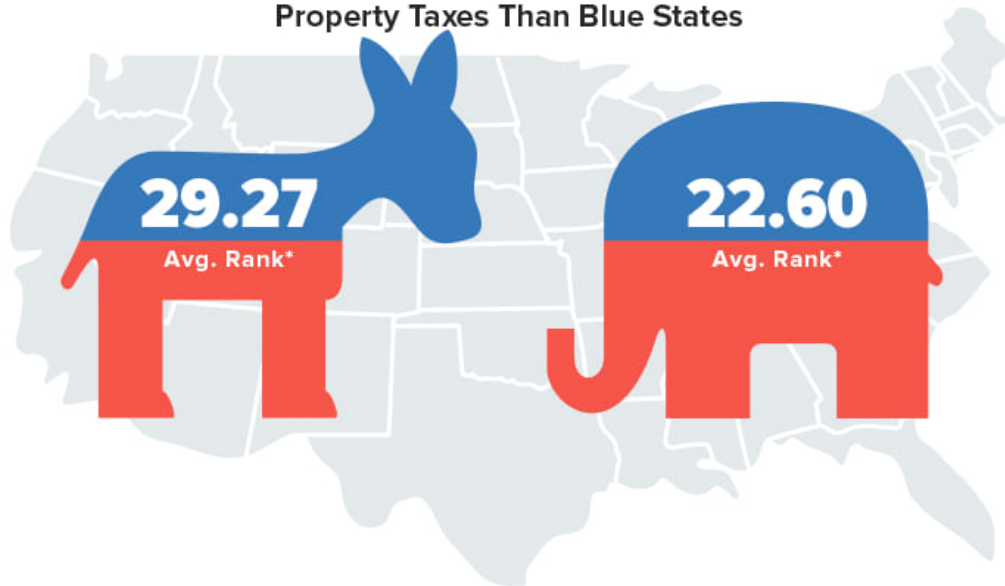 Property Taxes Than Blue States
29.27
Avg. Rank*
22.60
Avg. Rank*